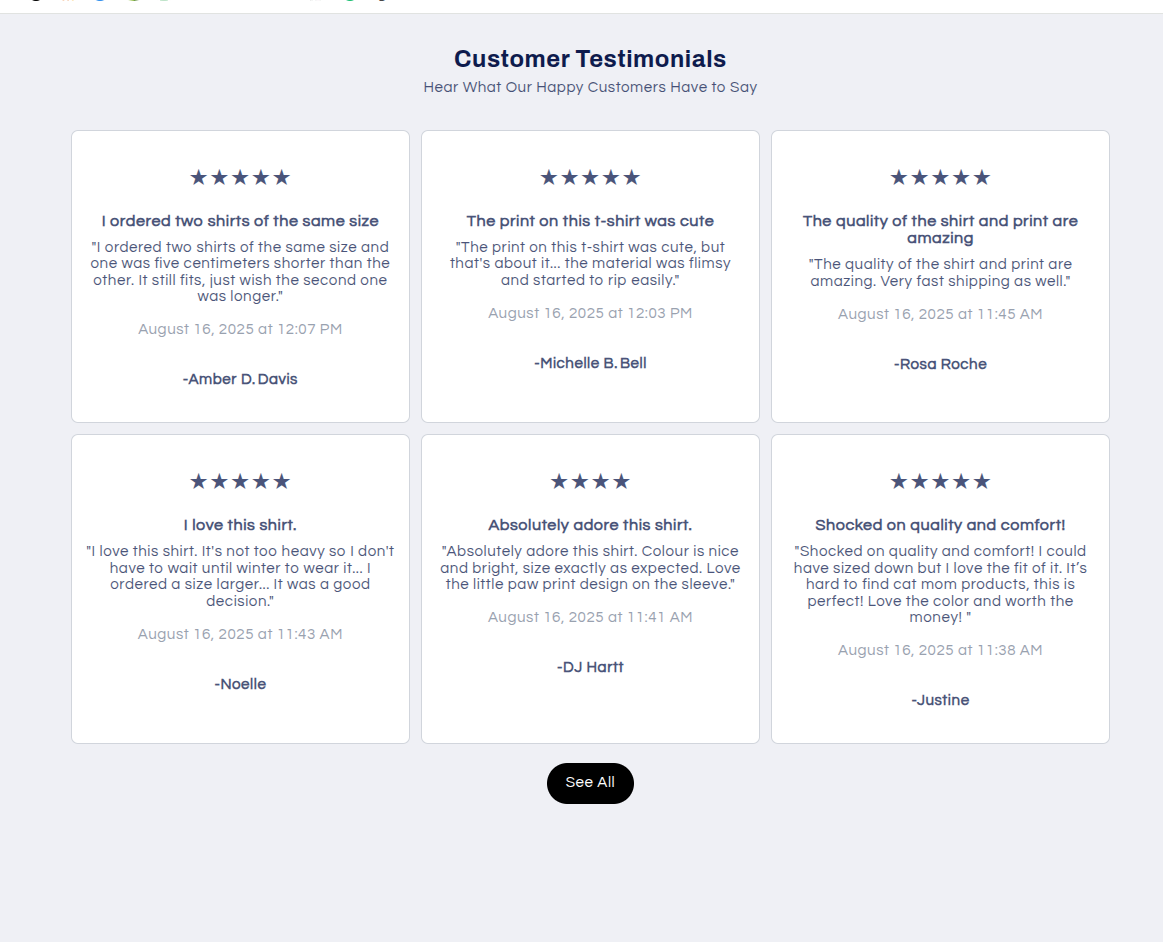 Customer Testimonials
Hear What Our Happy Customers Have to Say
★★★★★
I ordered two shirts of the same size
"I ordered two shirts of the same size and
one was five centimeters shorter than the
other. It still fits, just wish the second one
was longer."
August 16, 2025 at 12:07 PM
-Amber D. Davis
★★★★★
The print on this t-shirt was cute
"The print on this t-shirt was cute, but
that's about it... the material was flimsy
and started to rip easily."
August 16, 2025 at 12:03 PM
-Michelle B. Bell
★★★★★
The quality of the shirt and print are
amazing
"The quality of the shirt and print are
amazing. Very fast shipping as well."
August 16, 2025 at 11:45 AM
-Rosa Roche
★★★★★
I love this shirt.
"I love this shirt. It's not too heavy so I don't
have to wait until winter to wear it... I
ordered a size larger... It was a good
decision."
August 16, 2025 at 11:43 AM
-Noelle
★★★★
Absolutely adore this shirt.
"Absolutely adore this shirt. Colour is nice
and bright, size exactly as expected. Love
the little paw print design on the sleeve."
August 16, 2025 at 11:41 AM
-DJ Hartt
★★★★★
Shocked on quality and comfort!
"Shocked on quality and comfort! I could
have sized down but I love the fit of it. It’s
hard to find cat mom products, this is
perfect! Love the color and worth the
money! "
August 16, 2025 at 11:38 AM
-Justine
See All